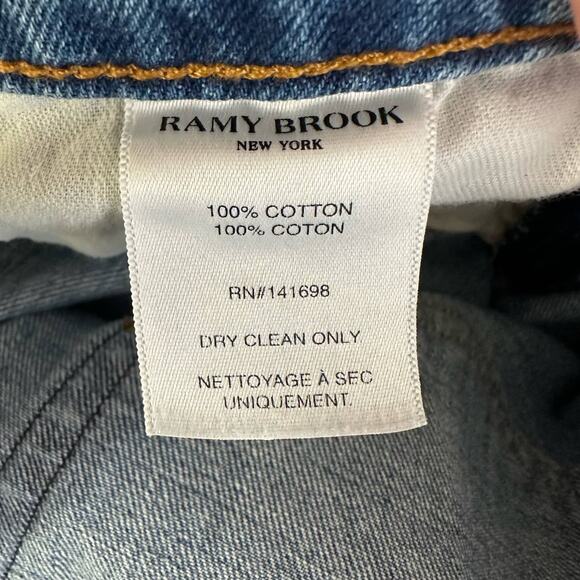 RAMY BROOK
NEW YORK
100% COTTON
100% COTON
RN#141698
DRY CLEAN ONLY
NETTOYAGE À SEC
UNIQUEMENT.